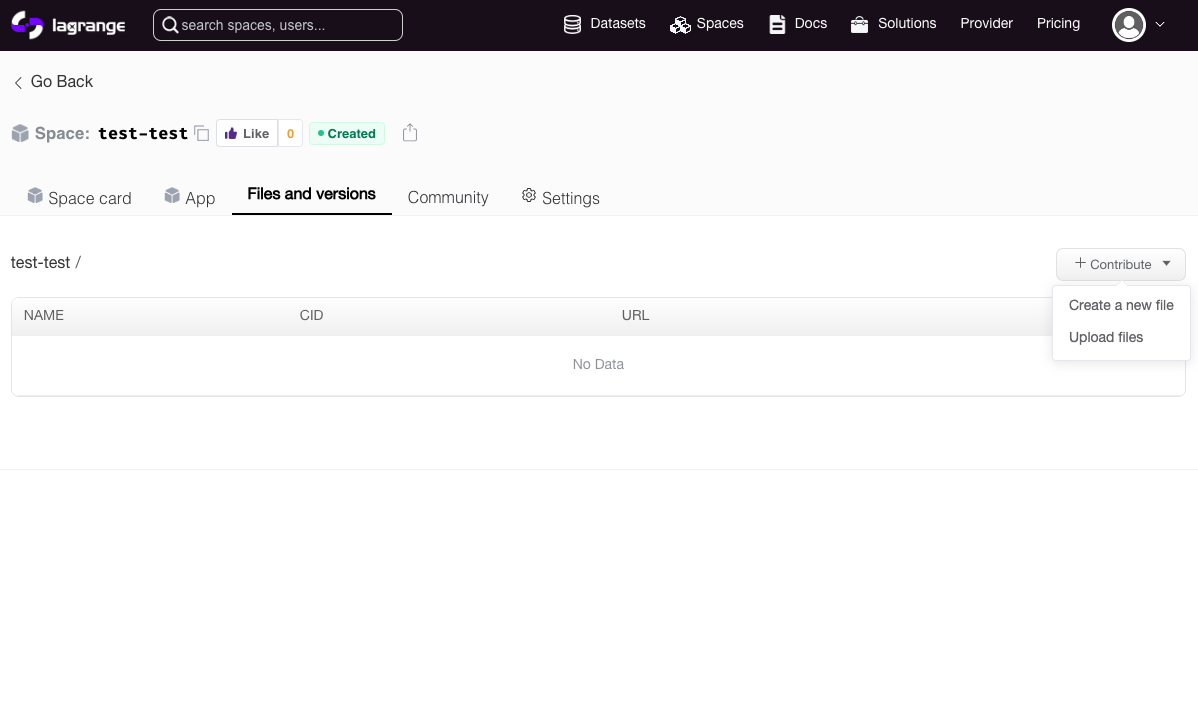 lagrange search spaces, users... Datasets Spaces Docs Solutions Provider Pricing
Go Back
Space: test-test Like 0 Created
Space card App Files and versions Community Settings
test-test / + Contribute
Create a new file
Upload files
NAME CID URL
No Data